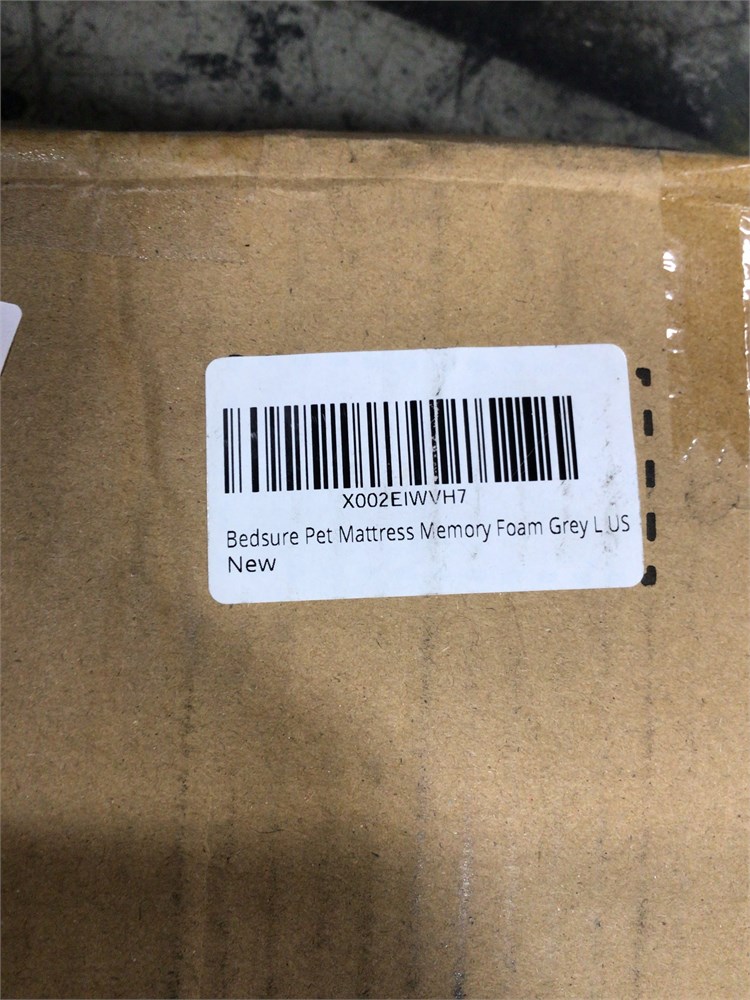 X002EIWVH7
Bedsure Pet Mattress Memory Foam Grey L US
New